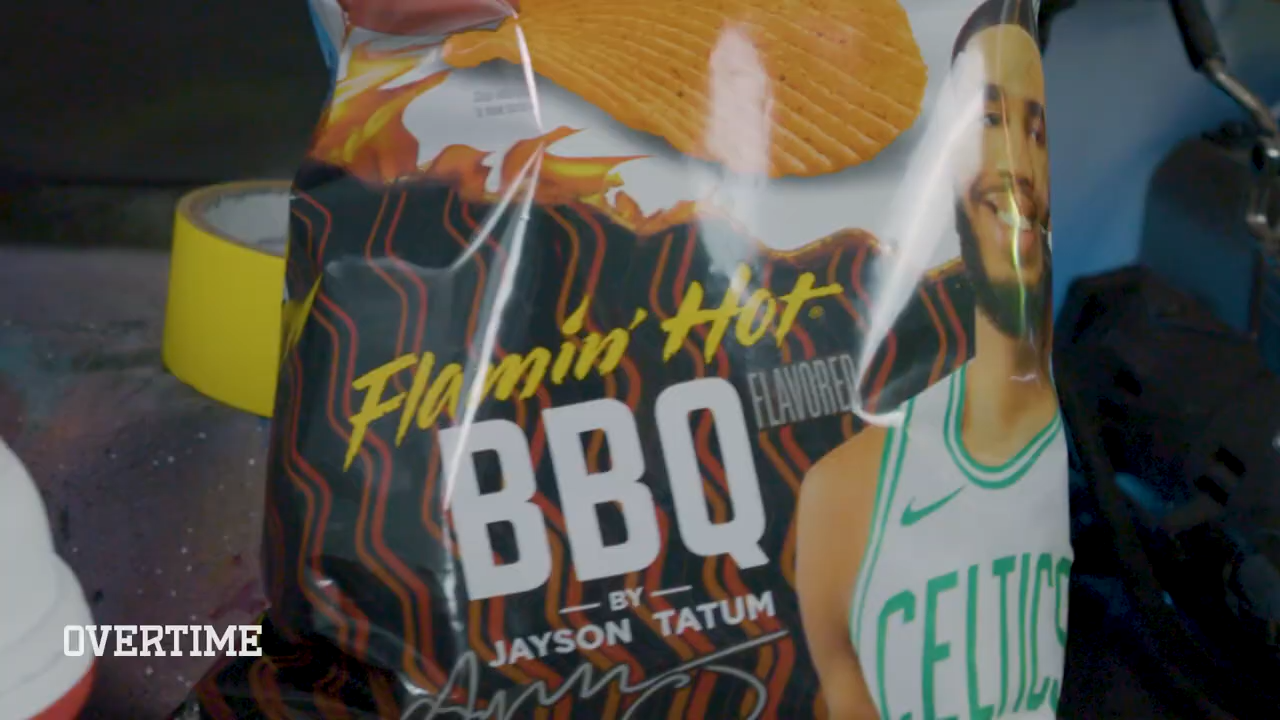 Flamin' Hot®
BBQ FLAVORED
BY
JAYSON TATUM
CELTICS
OVERTIME